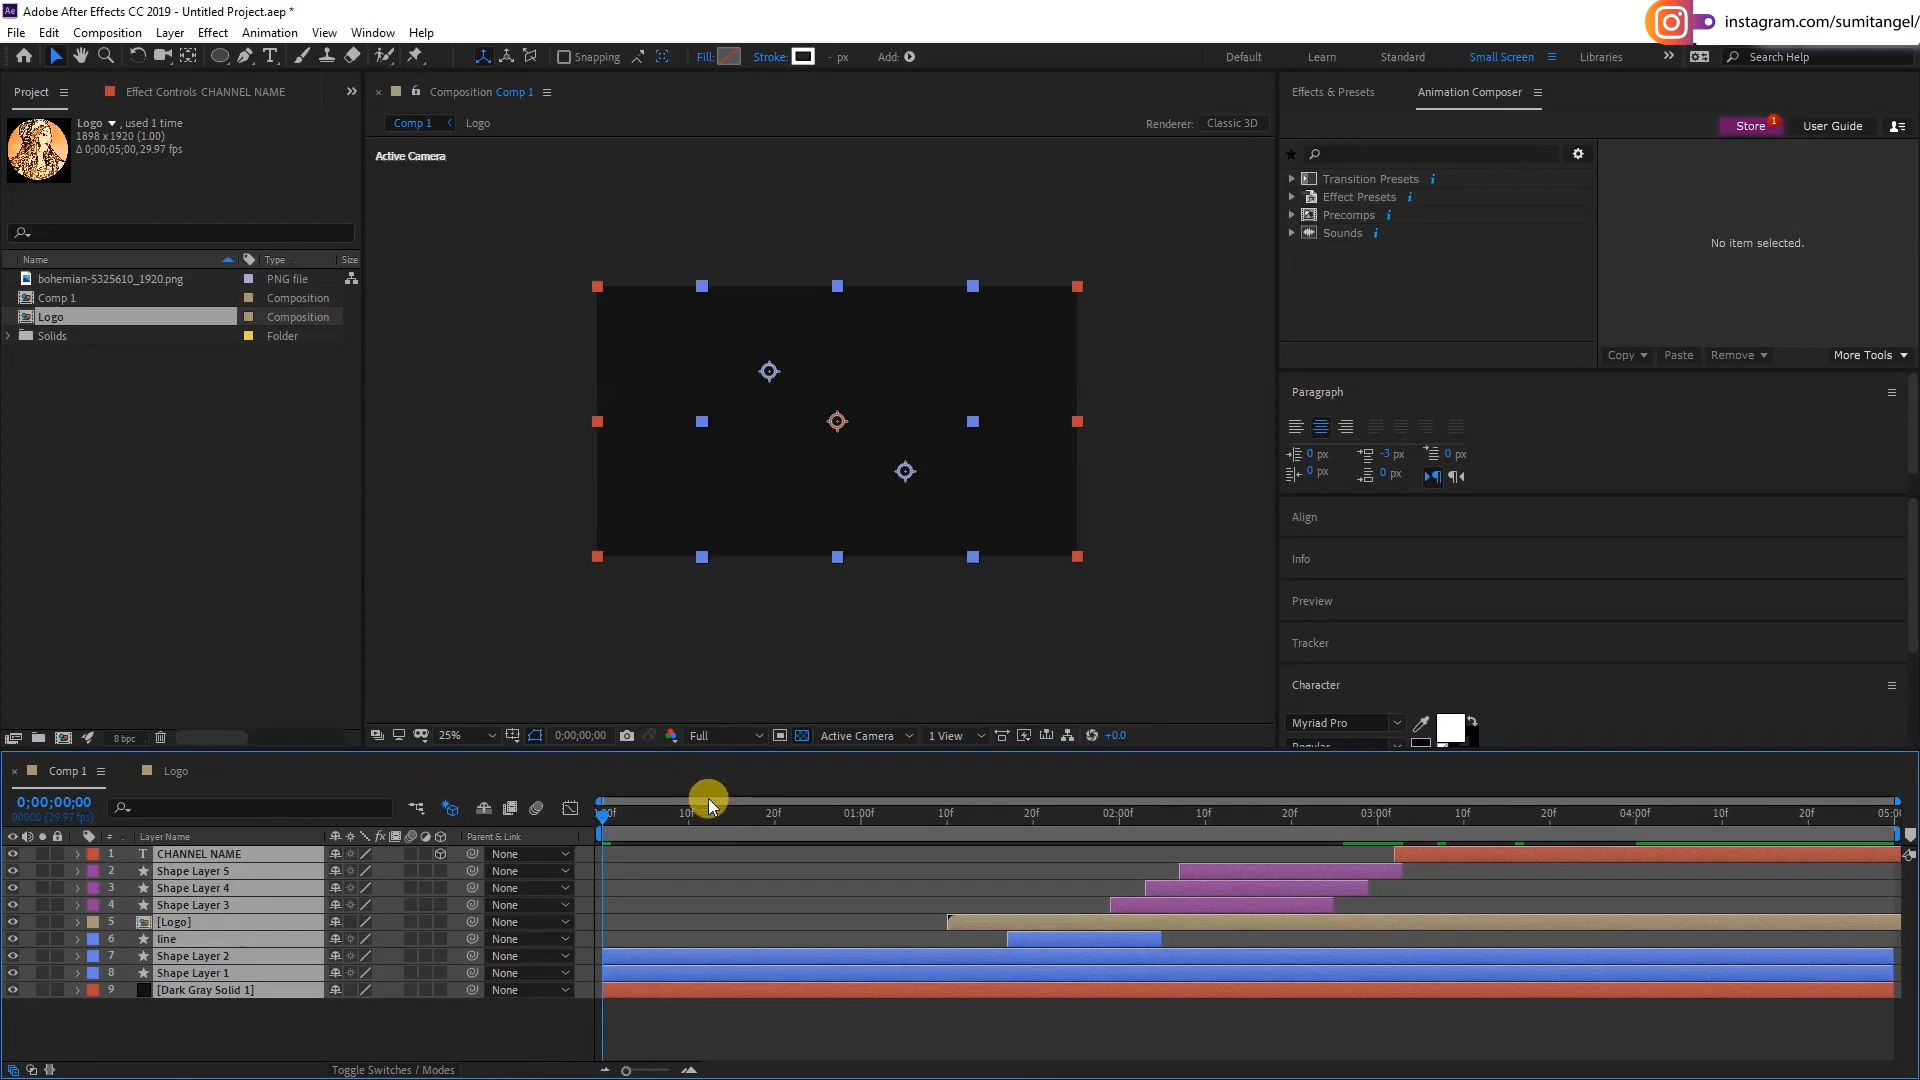 Ae Adobe After Effects CC 2019 - Untitled Project.aep *
instagram.com/sumitangel/
File Edit Composition Layer Effect Animation View Window Help
Snapping Fill: Stroke: - px Add: Default Learn Standard Small Screen Libraries Search Help
Project Effect Controls CHANNEL NAME
Composition Comp 1
Effects & Presets Animation Composer
Logo , used 1 time
1898 x 1920 (1.00)
Δ 0;00;05;00, 29.97 fps
Comp 1 Logo
Renderer: Classic 3D
Store 1 User Guide
Active Camera
Transition Presets i
Effect Presets i
Precomps i
Sounds i
No item selected.
Name Type Size
bohemian-5325610_1920.png PNG file
Comp 1 Composition
Logo Composition
Solids Folder
Copy Paste Remove More Tools
Paragraph
0 px -3 px 0 px
0 px 0 px
Align
Info
Preview
Tracker
Character
Myriad Pro
8 bpc
25% 0;00;00;00 Full Active Camera 1 View +0.0
Comp 1 Logo
0;00;00;00
00000 (29.97 fps)
10f 20f 01:00f 10f 20f 02:00f 10f 20f 03:00f 10f 20f 04:00f 10f 20f
# Layer Name fx Parent & Link
1 T CHANNEL NAME None
2 Shape Layer 5 None
3 Shape Layer 4 None
4 Shape Layer 3 None
5 [Logo] None
6 line None
7 Shape Layer 2 None
8 Shape Layer 1 None
9 [Dark Gray Solid 1] None
Toggle Switches / Modes